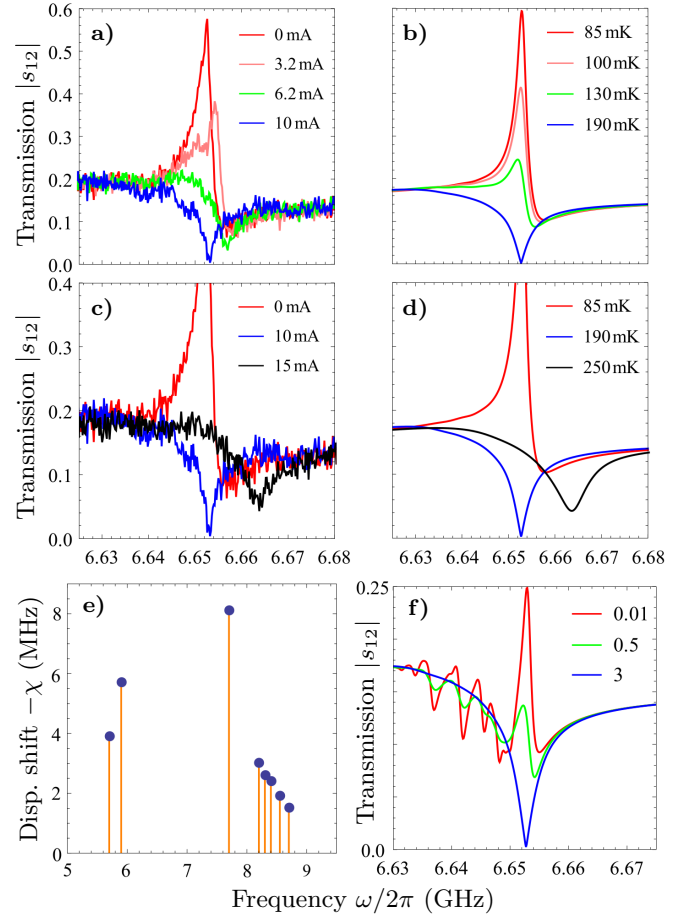 0.6
0.5
0.4
0.3
0.2
0.1
0.0
Transmission |s₁₂|
a)
0 mA
3.2 mA
6.2 mA
10 mA
b)
85 mK
100 mK
130 mK
190 mK
0.4
0.3
0.2
0.1
0.0
Transmission |s₁₂|
c)
0 mA
10 mA
15 mA
6.63 6.64 6.65 6.66 6.67 6.68
d)
85 mK
190 mK
250 mK
6.63 6.64 6.65 6.66 6.67 6.68
8
6
4
2
0
Disp. shift −χ (MHz)
e)
5 6 7 8 9
0.25
0.0
Transmission |s₁₂|
f)
0.01
0.5
3
6.63 6.64 6.65 6.66 6.67
Frequency ω/2π (GHz)